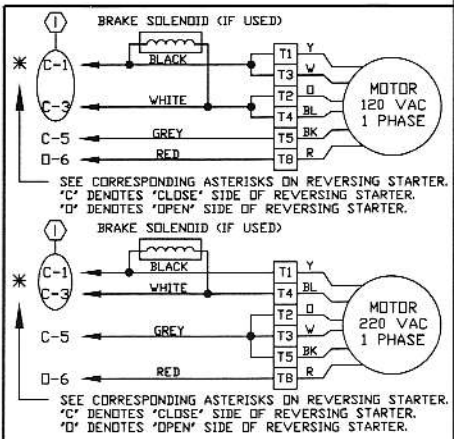 1 BRAKE SOLENOID (IF USED)
* C-1 BLACK T1 Y
T3 W
C-3 WHITE T2 O
T4 BL
C-5 GREY T5 BK
O-6 RED T8 R
MOTOR
120 VAC
1 PHASE
SEE CORRESPONDING ASTERISKS ON REVERSING STARTER.
"C" DENOTES "CLOSE" SIDE OF REVERSING STARTER.
"O" DENOTES "OPEN" SIDE OF REVERSING STARTER.
1 BRAKE SOLENOID (IF USED)
* C-1 BLACK T1 Y
C-3 WHITE T4 BL
T2 O
C-5 GREY T3 W
T5 BK
O-6 RED T8 R
MOTOR
220 VAC
1 PHASE
SEE CORRESPONDING ASTERISKS ON REVERSING STARTER.
"C" DENOTES "CLOSE" SIDE OF REVERSING STARTER.
"O" DENOTES "OPEN" SIDE OF REVERSING STARTER.